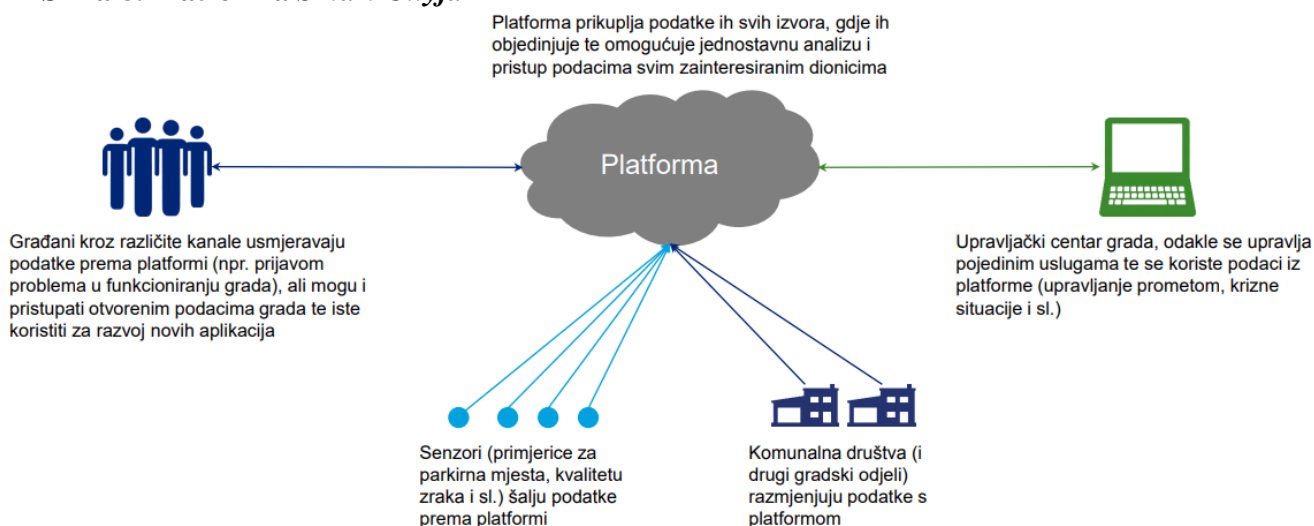 Platforma prikuplja podatke ih svih izvora, gdje ih
objedinjuje te omogućuje jednostavnu analizu i
pristup podacima svim zainteresiranim dionicima
Platforma
Građani kroz različite kanale usmjeravaju
podatke prema platformi (npr. prijavom
problema u funkcioniranju grada), ali mogu i
pristupati otvorenim podacima grada te iste
koristiti za razvoj novih aplikacija
Upravljački centar grada, odakle se upravlja
pojedinim uslugama te se koriste podaci iz
platforme (upravljanje prometom, krizne
situacije i sl.)
Senzori (primjerice za
parkirna mjesta, kvalitetu
zraka i sl.) šalju podatke
prema platformi
Komunalna društva (i
drugi gradski odjeli)
razmjenjuju podatke s
platformom